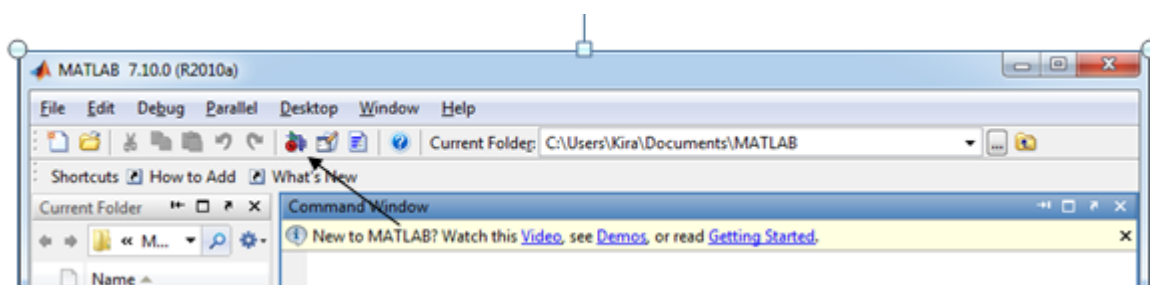 MATLAB 7.10.0 (R2010a)
File Edit Debug Parallel Desktop Window Help
Current Folder: C:\Users\Kira\Documents\MATLAB
Shortcuts How to Add What's New
Current Folder Command Window
« M... New to MATLAB? Watch this Video, see Demos, or read Getting Started.
Name